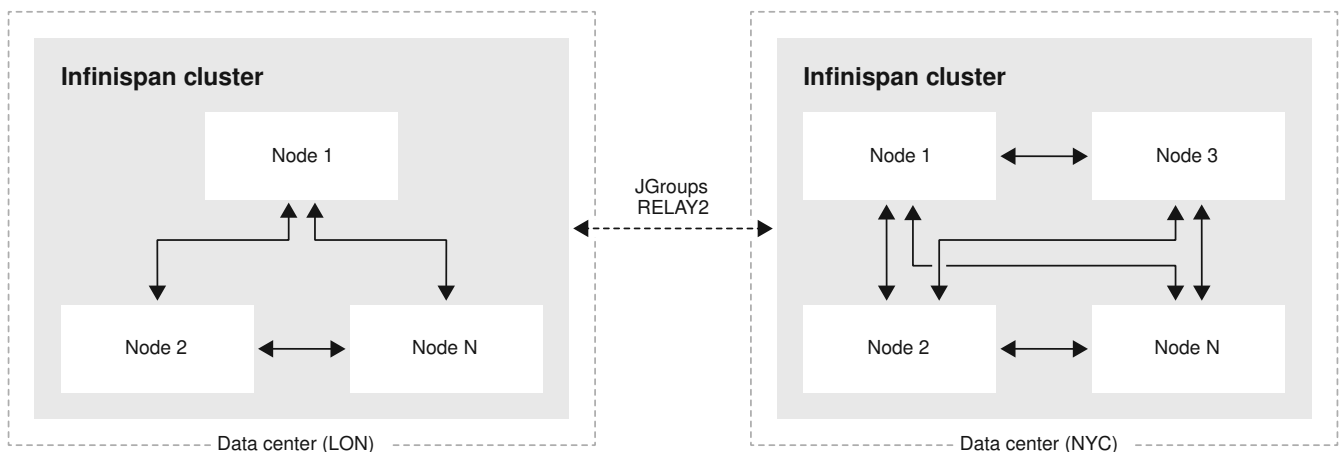 Infinispan cluster
Node 1
Node 2
Node N
Data center (LON)
JGroups
RELAY2
Infinispan cluster
Node 1
Node 3
Node 2
Node N
Data center (NYC)